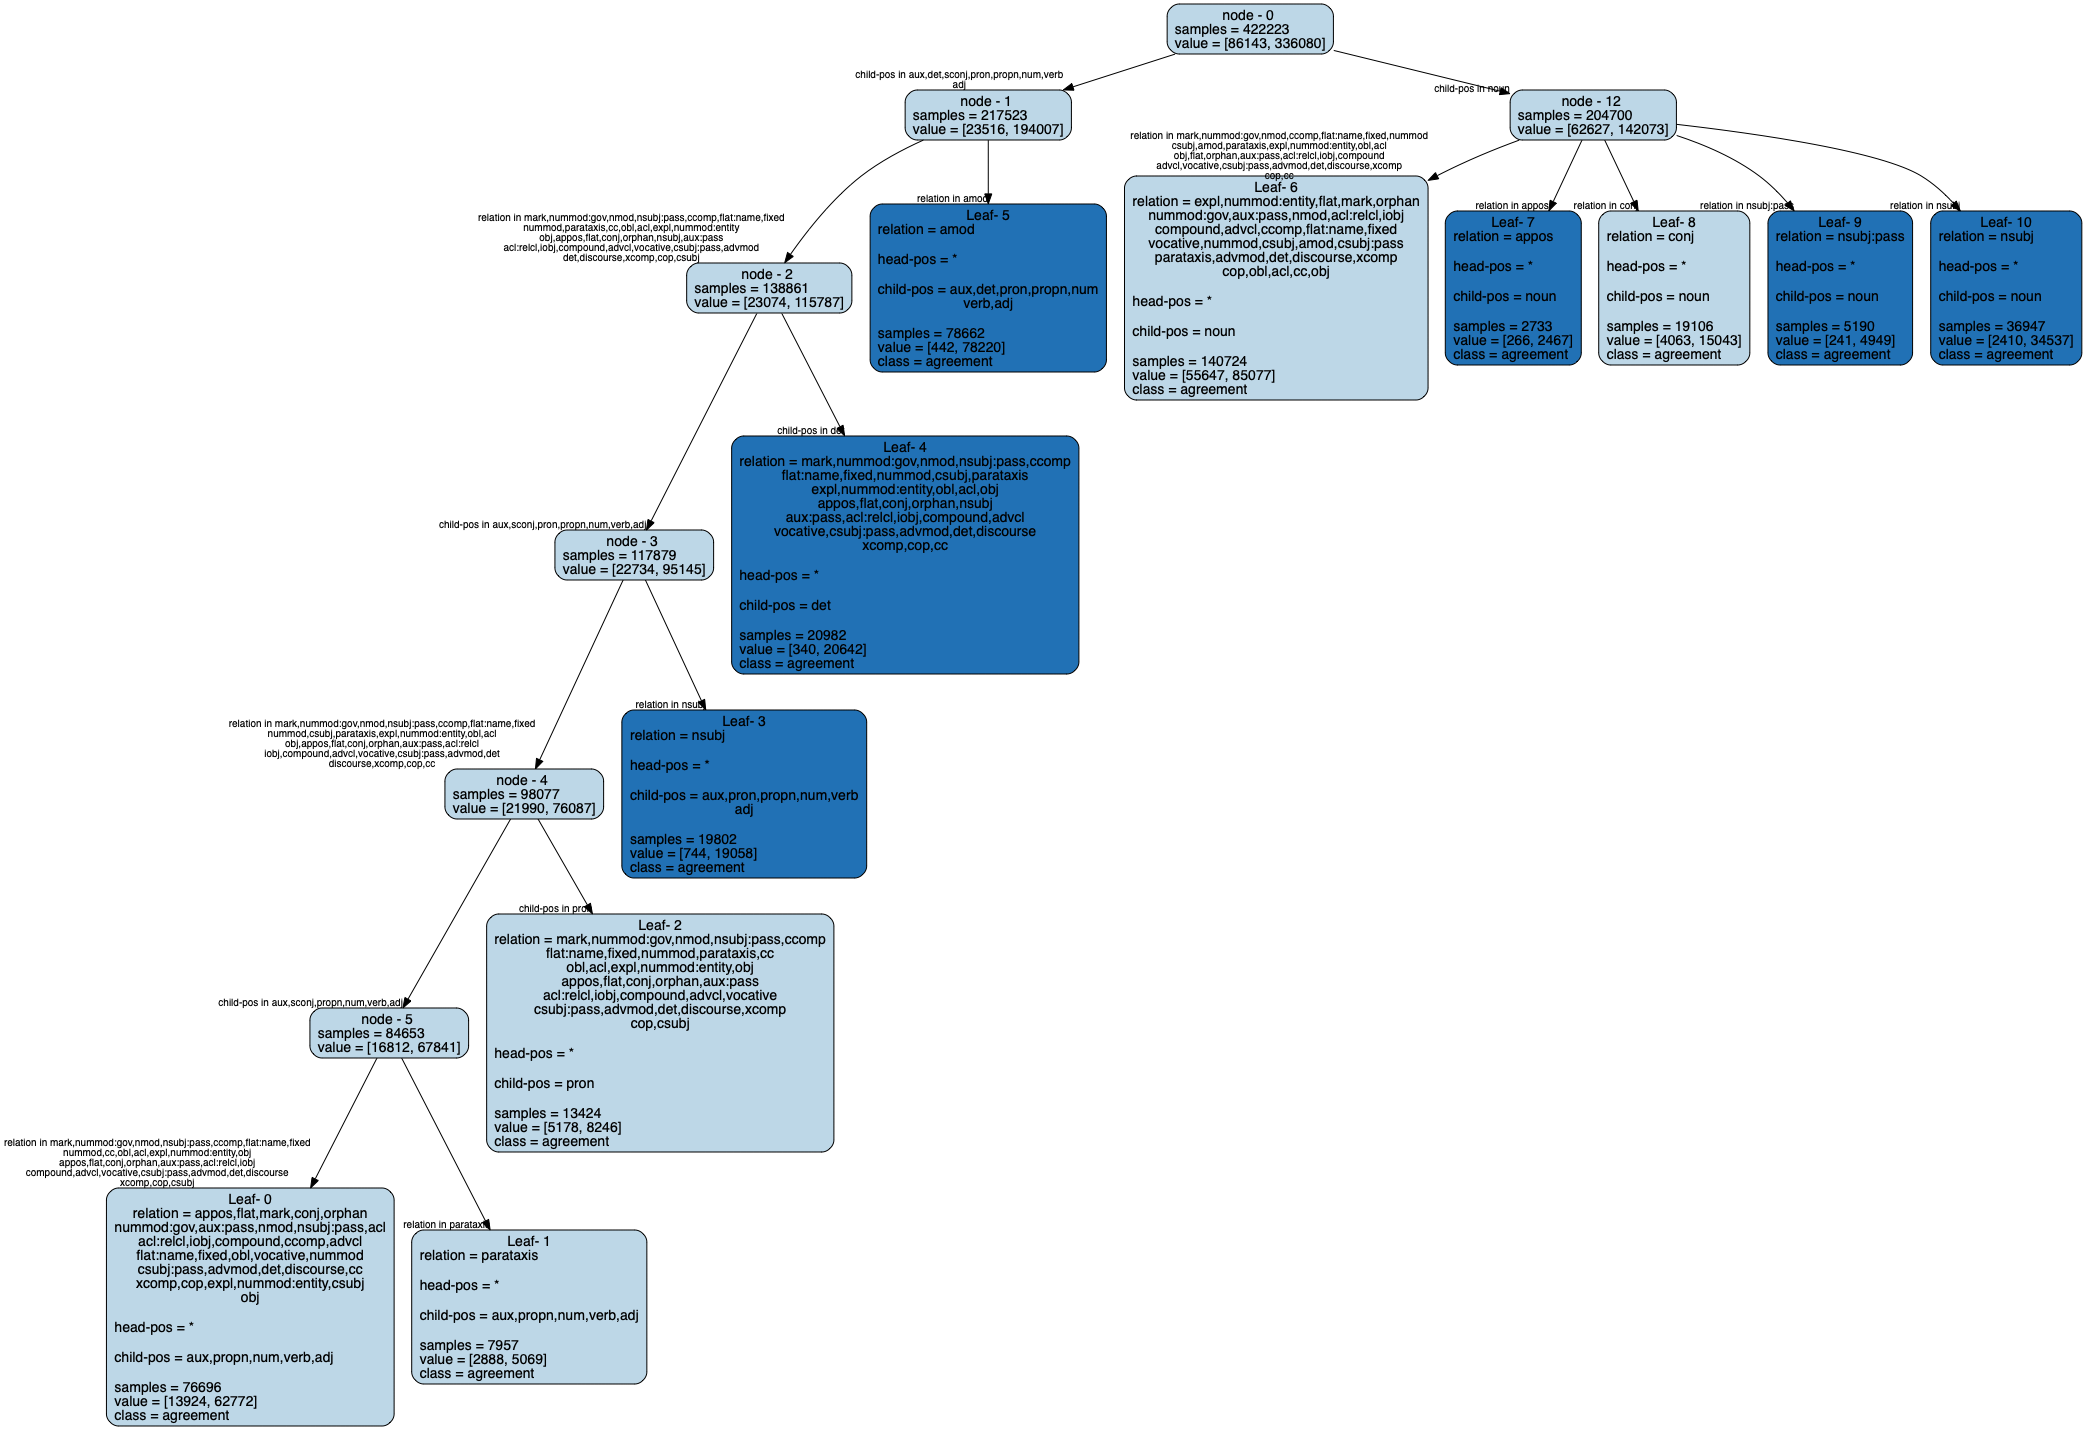 node - 0
samples = 422223
value = [86143, 336080]
child-pos in aux,det,sconj,pron,propn,num,verb
adj
node - 1
samples = 217523
value = [23516, 194007]
child-pos in noun
node - 12
samples = 204700
value = [62627, 142073]
relation in mark,nummod:gov,nmod,ccomp,flat:name,fixed,nummod
csubj,amod,parataxis,expl,nummod:entity,obl,acl
obj,flat,orphan,aux:pass,acl:relcl,iobj,compound
advcl,vocative,csubj:pass,advmod,det,discourse,xcomp
cop,cc
Leaf- 6
relation = expl,nummod:entity,flat,mark,orphan
nummod:gov,aux:pass,nmod,acl:relcl,iobj
compound,advcl,ccomp,flat:name,fixed
vocative,nummod,csubj,amod,csubj:pass
parataxis,advmod,det,discourse,xcomp
cop,obl,acl,cc,obj
head-pos = *
child-pos = noun
samples = 140724
value = [55647, 85077]
class = agreement
relation in appos
Leaf- 7
relation = appos
head-pos = *
child-pos = noun
samples = 2733
value = [266, 2467]
class = agreement
relation in conj
Leaf- 8
relation = conj
head-pos = *
child-pos = noun
samples = 19106
value = [4063, 15043]
class = agreement
relation in nsubj:pass
Leaf- 9
relation = nsubj:pass
head-pos = *
child-pos = noun
samples = 5190
value = [241, 4949]
class = agreement
relation in nsubj
Leaf- 10
relation = nsubj
head-pos = *
child-pos = noun
samples = 36947
value = [2410, 34537]
class = agreement
relation in amod
Leaf- 5
relation = amod
head-pos = *
child-pos = aux,det,pron,propn,num
verb,adj
samples = 78662
value = [442, 78220]
class = agreement
relation in mark,nummod:gov,nmod,nsubj:pass,ccomp,flat:name,fixed
nummod,parataxis,cc,obl,acl,expl,nummod:entity
obj,appos,flat,conj,orphan,nsubj,aux:pass
acl:relcl,iobj,compound,advcl,vocative,csubj:pass,advmod
det,discourse,xcomp,cop,csubj
node - 2
samples = 138861
value = [23074, 115787]
child-pos in det
Leaf- 4
relation = mark,nummod:gov,nmod,nsubj:pass,ccomp
flat:name,fixed,nummod,csubj,parataxis
expl,nummod:entity,obl,acl,obj
appos,flat,conj,orphan,nsubj
aux:pass,acl:relcl,iobj,compound,advcl
vocative,csubj:pass,advmod,det,discourse
xcomp,cop,cc
head-pos = *
child-pos = det
samples = 20982
value = [340, 20642]
class = agreement
child-pos in aux,sconj,pron,propn,num,verb,adj
node - 3
samples = 117879
value = [22734, 95145]
relation in nsubj
Leaf- 3
relation = nsubj
head-pos = *
child-pos = aux,pron,propn,num,verb
adj
samples = 19802
value = [744, 19058]
class = agreement
relation in mark,nummod:gov,nmod,nsubj:pass,ccomp,flat:name,fixed
nummod,csubj,parataxis,expl,nummod:entity,obl,acl
obj,appos,flat,conj,orphan,aux:pass,acl:relcl
iobj,compound,advcl,vocative,csubj:pass,advmod,det
discourse,xcomp,cop,cc
node - 4
samples = 98077
value = [21990, 76087]
child-pos in pron
Leaf- 2
relation = mark,nummod:gov,nmod,nsubj:pass,ccomp
flat:name,fixed,nummod,parataxis,cc
obl,acl,expl,nummod:entity,obj
appos,flat,conj,orphan,aux:pass
acl:relcl,iobj,compound,advcl,vocative
csubj:pass,advmod,det,discourse,xcomp
cop,csubj
head-pos = *
child-pos = pron
samples = 13424
value = [5178, 8246]
class = agreement
child-pos in aux,sconj,propn,num,verb,adj
node - 5
samples = 84653
value = [16812, 67841]
relation in mark,nummod:gov,nmod,nsubj:pass,ccomp,flat:name,fixed
nummod,cc,obl,acl,expl,nummod:entity,obj
appos,flat,conj,orphan,aux:pass,acl:relcl,iobj
compound,advcl,vocative,csubj:pass,advmod,det,discourse
xcomp,cop,csubj
Leaf- 0
relation = appos,flat,mark,conj,orphan
nummod:gov,aux:pass,nmod,nsubj:pass,acl
acl:relcl,iobj,compound,ccomp,advcl
flat:name,fixed,obl,vocative,nummod
csubj:pass,advmod,det,discourse,cc
xcomp,cop,expl,nummod:entity,csubj
obj
head-pos = *
child-pos = aux,propn,num,verb,adj
samples = 76696
value = [13924, 62772]
class = agreement
relation in parataxis
Leaf- 1
relation = parataxis
head-pos = *
child-pos = aux,propn,num,verb,adj
samples = 7957
value = [2888, 5069]
class = agreement